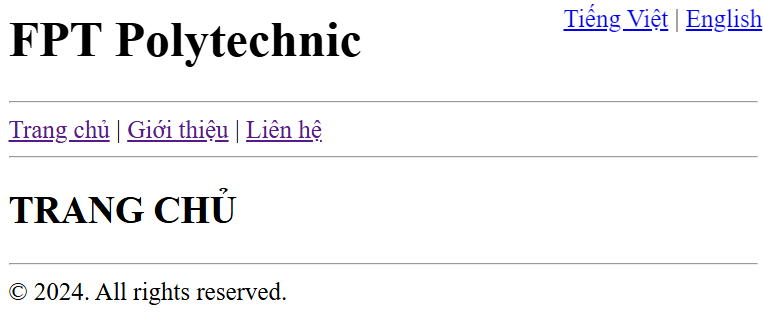 Tiếng Việt | English
FPT Polytechnic
Trang chủ | Giới thiệu | Liên hệ
TRANG CHỦ
© 2024. All rights reserved.